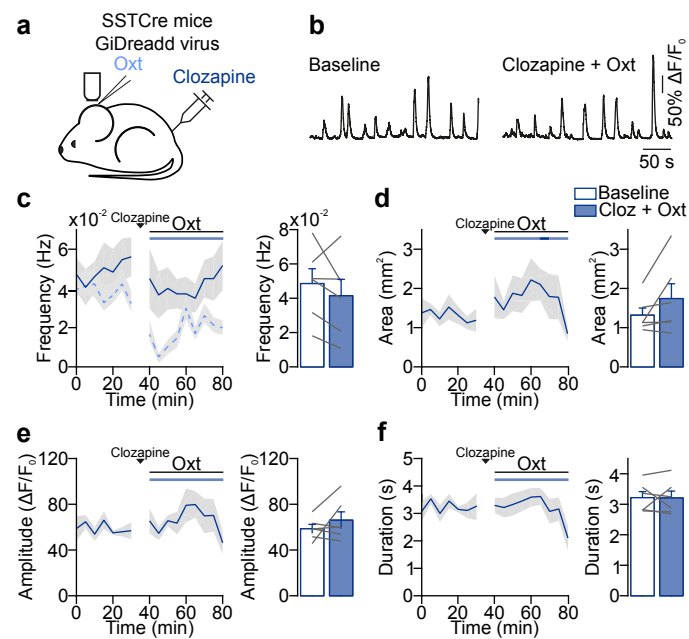 a
SSTCre mice
GiDreadd virus
Oxt
Clozapine
b
Baseline
Clozapine + Oxt
50% ΔF/F₀
50 s
c
x10⁻²
Clozapine
Oxt
Frequency (Hz)
6
4
2
0
0 20 40 60 80
Time (min)
x10⁻²
Frequency (Hz)
8
6
4
2
0
d
Baseline
Cloz + Oxt
Clozapine
Oxt
Area (mm²)
3
2
1
0
0 20 40 60 80
Time (min)
Area (mm²)
3
2
1
0
e
Clozapine
Oxt
Amplitude (ΔF/F₀)
120
80
40
0
0 20 40 60 80
Time (min)
Amplitude (ΔF/F₀)
120
80
40
0
f
Clozapine
Oxt
Duration (s)
5
4
3
2
1
0
0 20 40 60 80
Time (min)
Duration (s)
4
3
2
1
0